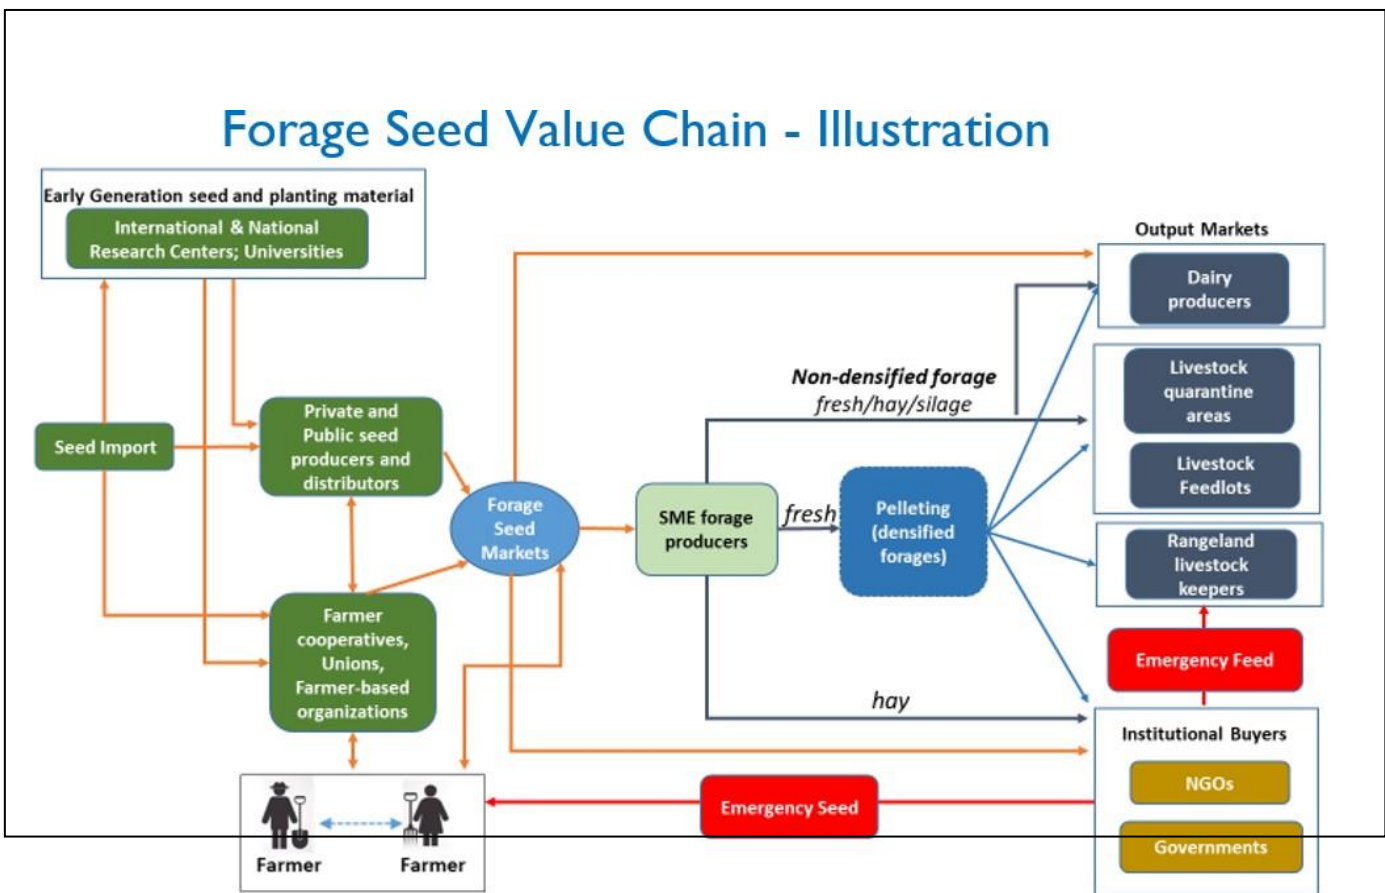 Forage Seed Value Chain - Illustration
Early Generation seed and planting material
International & National
Research Centers; Universities
Seed Import
Private and
Public seed
producers and
distributors
Farmer
cooperatives,
Unions,
Farmer-based
organizations
Farmer
Farmer
Forage
Seed
Markets
SME forage
producers
Non-densified forage
fresh/hay/silage
fresh
Pelleting
(densified
forages)
hay
Output Markets
Dairy
producers
Livestock
quarantine
areas
Livestock
Feedlots
Rangeland
livestock
keepers
Emergency Feed
Institutional Buyers
NGOs
Governments
Emergency Seed